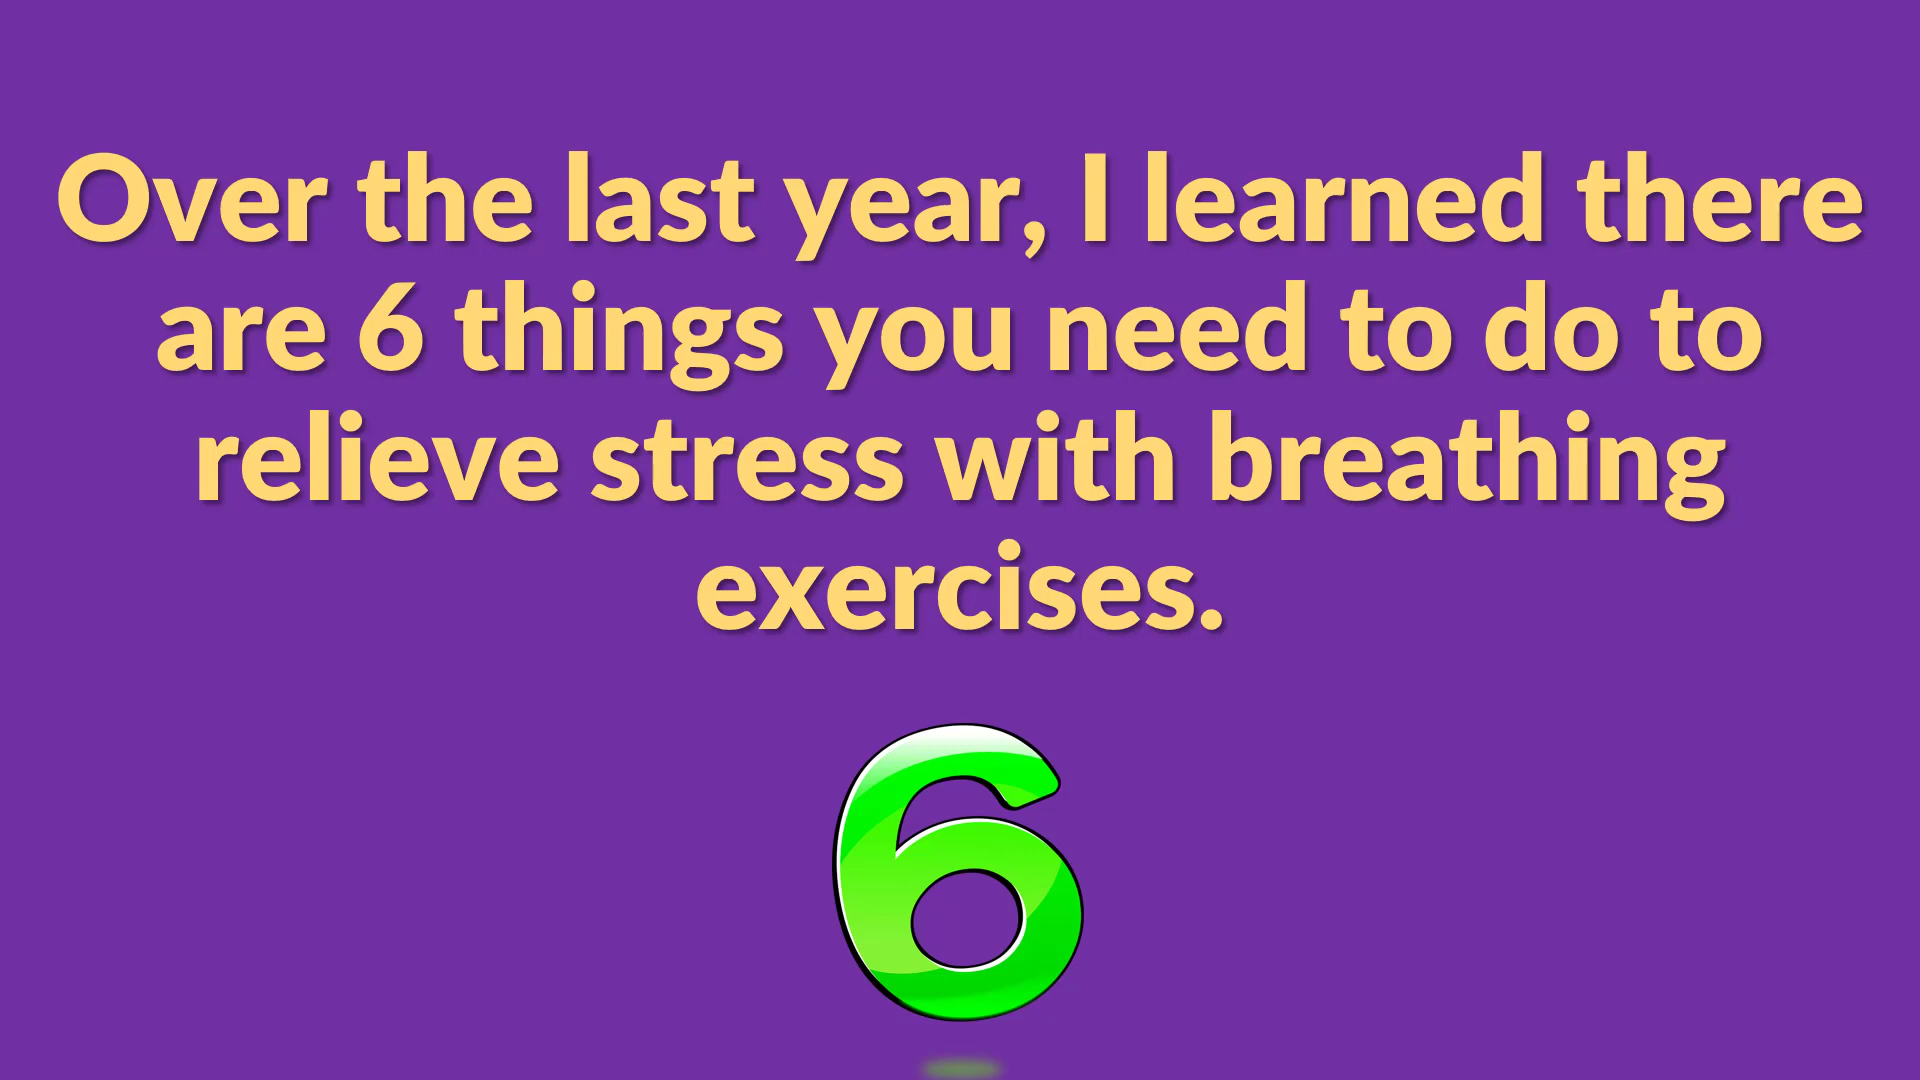 Over the last year, I learned there
are 6 things you need to do to
relieve stress with breathing
exercises.
6